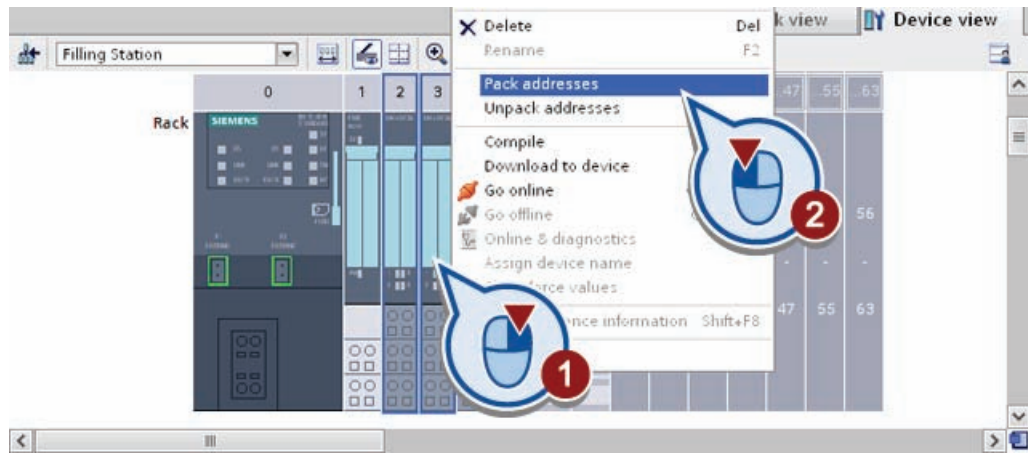 Delete Del
k view
Device view
Filling Station
Rename F2
Pack addresses
Unpack addresses
0 1 2 3
47 ..55 ..63
Rack
SIEMENS
Compile
Download to device
Go online
Go offline
56
Online & diagnostics
Assign device name
force values
47 55 63
ence information Shift+F8
1
2